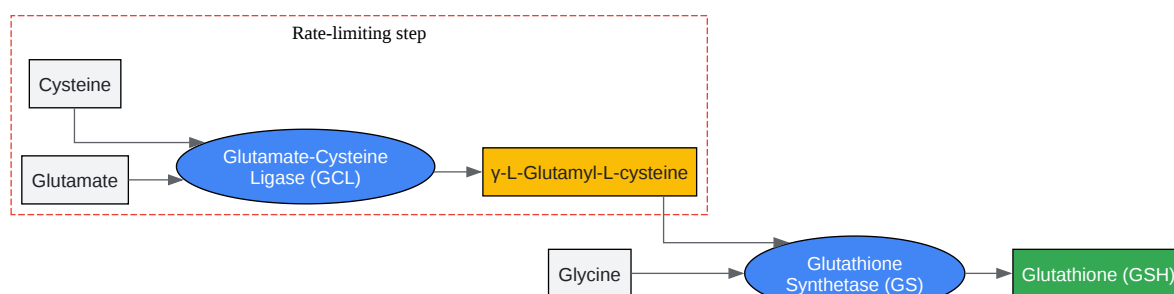 Rate-limiting step
Cysteine
Glutamate-Cysteine
Ligase (GCL)
Glutamate
γ-L-Glutamyl-L-cysteine
Glycine
Glutathione
Synthetase (GS)
Glutathione (GSH)